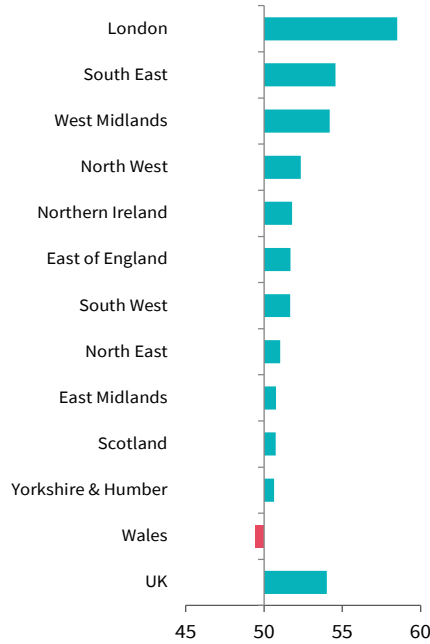 London
South East
West Midlands
North West
Northern Ireland
East of England
South West
North East
East Midlands
Scotland
Yorkshire & Humber
Wales
UK
45 50 55 60